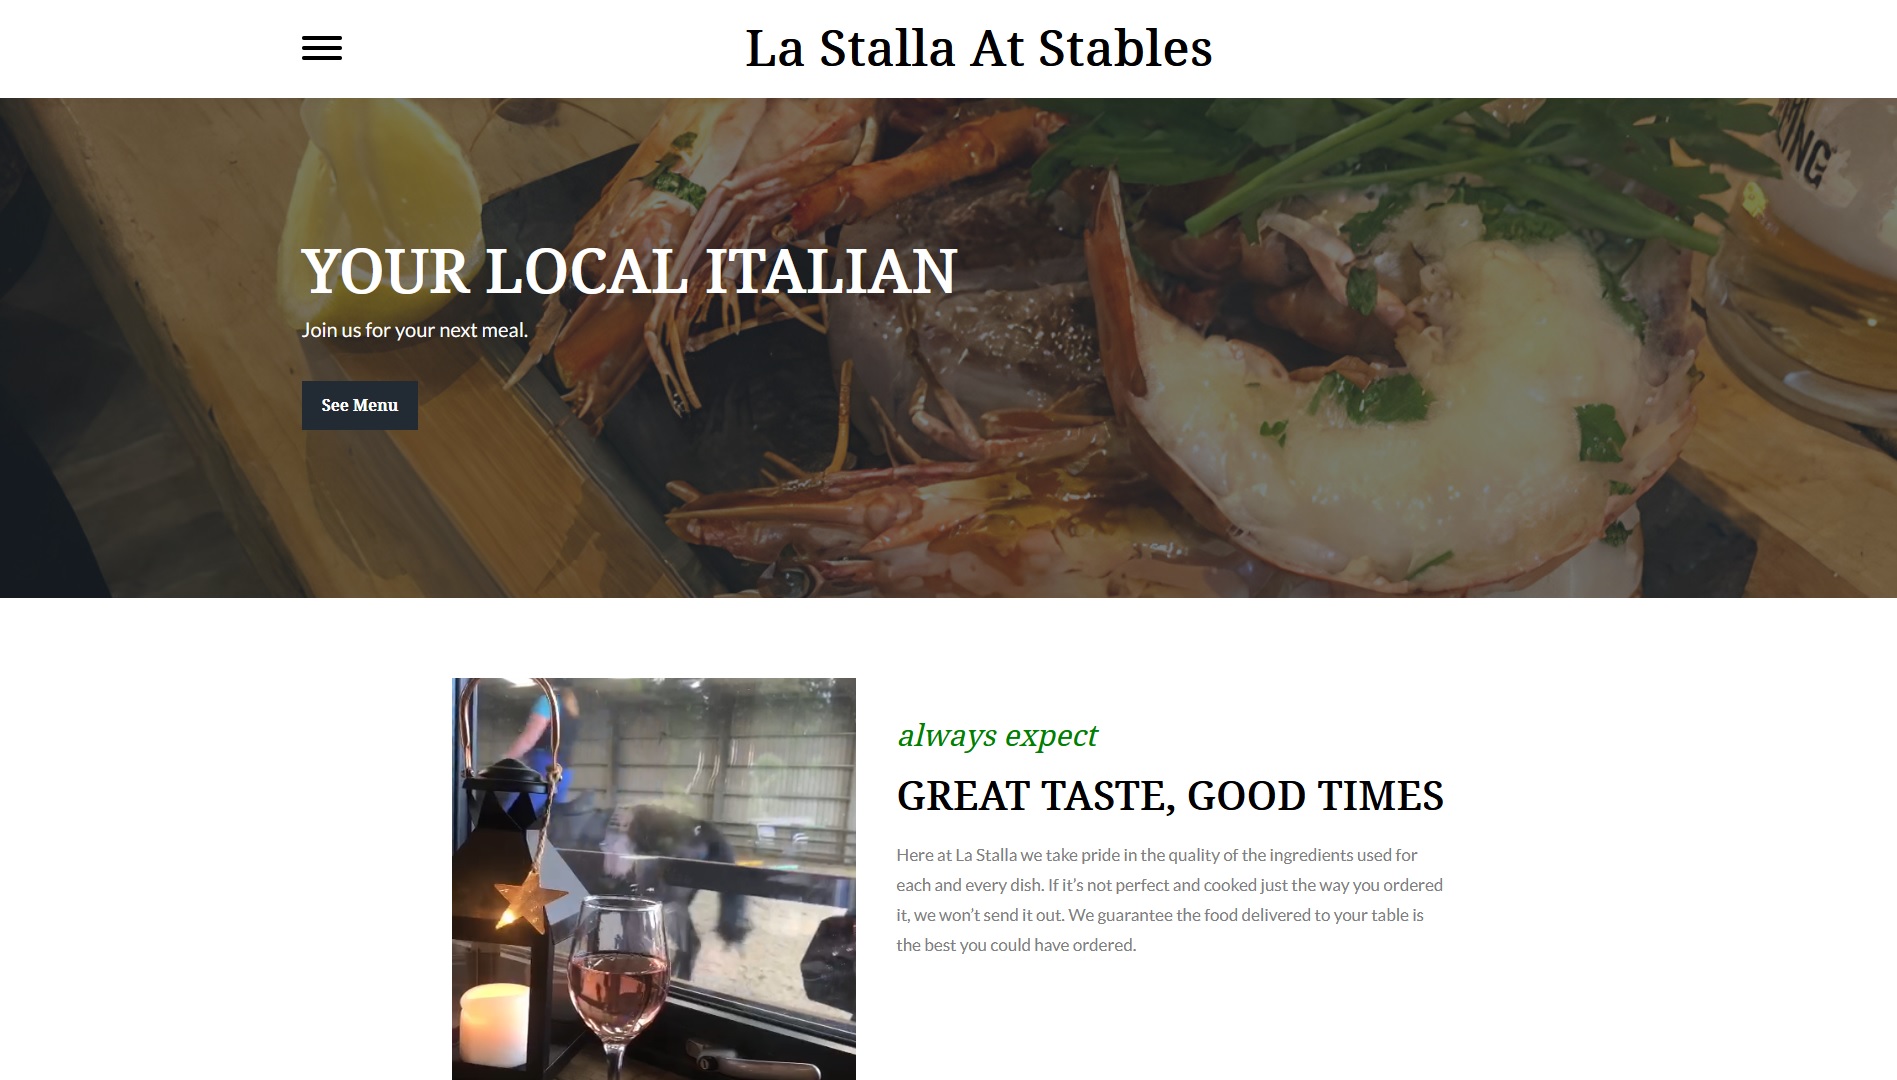 La Stalla At Stables
YOUR LOCAL ITALIAN
Join us for your next meal.
See Menu
always expect
GREAT TASTE, GOOD TIMES
Here at La Stalla we take pride in the quality of the ingredients used for
each and every dish. If it’s not perfect and cooked just the way you ordered
it, we won’t send it out. We guarantee the food delivered to your table is
the best you could have ordered.